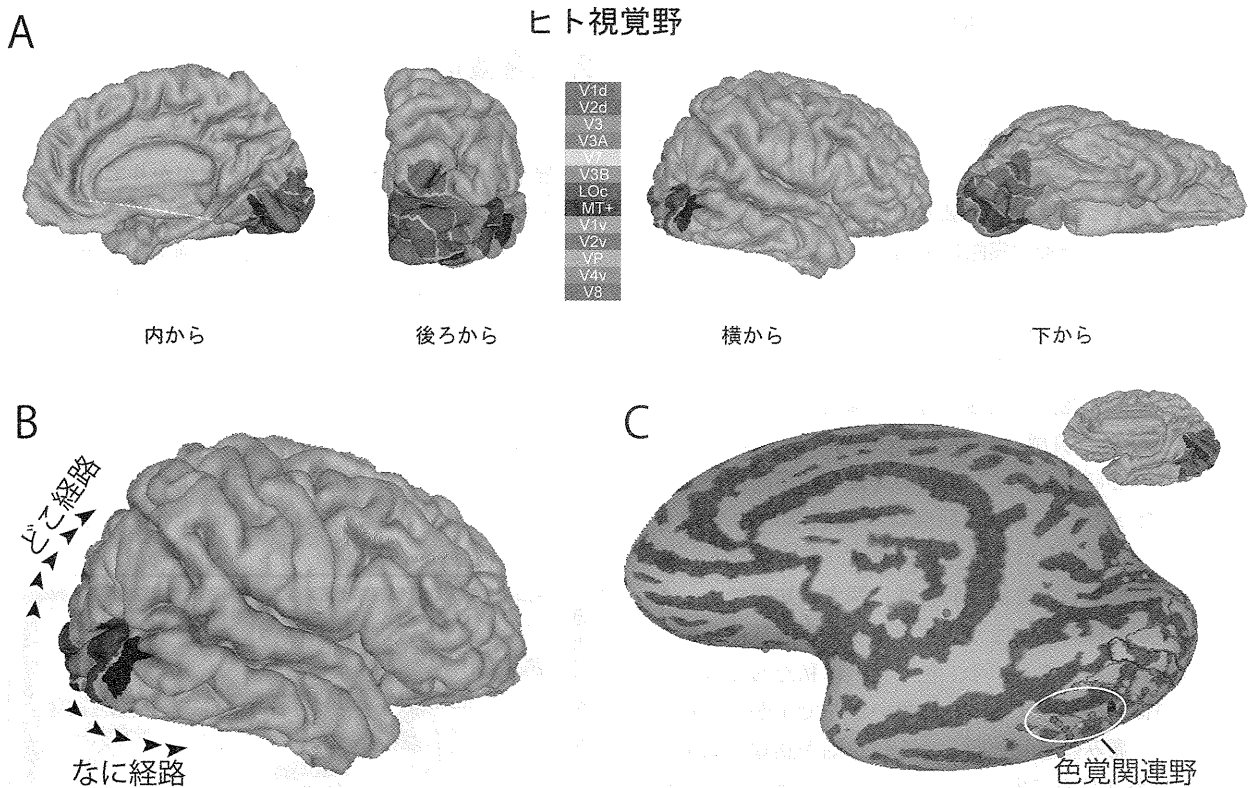 ヒト視覚野
A
V1d
V2d
V3
V3A
V7
V3B
LOc
MT+
V1v
V2v
VP
V4v
V8
内から
後ろから
横から
下から
B
どこ経路
なに経路
C
色覚関連野